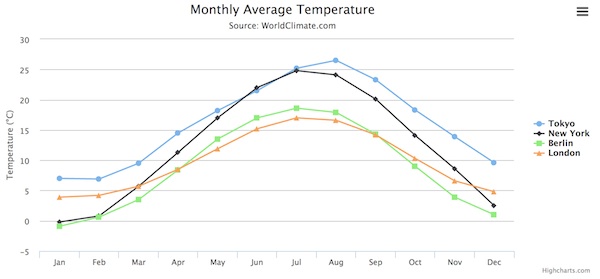 Monthly Average Temperature
Source: WorldClimate.com
Temperature (°C)
30
25
20
15
10
5
0
−5
Jan Feb Mar Apr May Jun Jul Aug Sep Oct Nov Dec
Tokyo
New York
Berlin
London
Highcharts.com